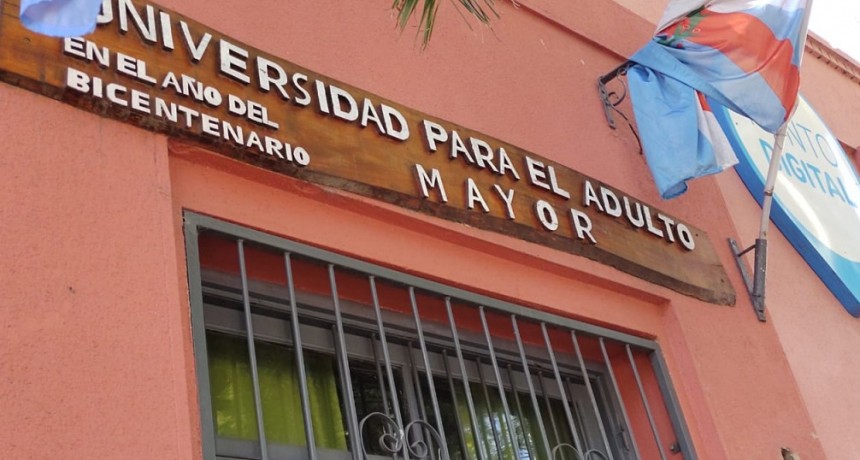 UNIVERSIDAD PARA EL ADULTO
MAYOR
EN EL AÑO DEL
BICENTENARIO
DIGITAL